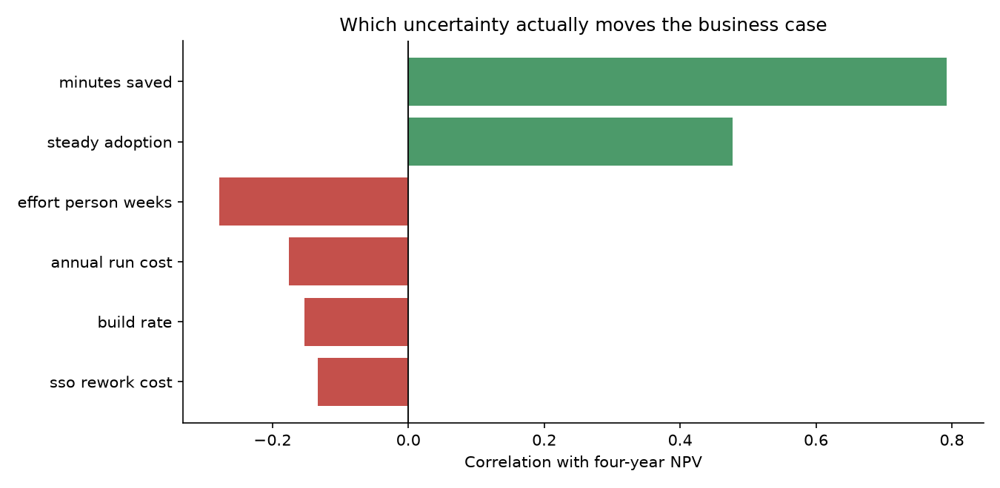 Which uncertainty actually moves the business case
minutes saved
steady adoption
effort person weeks
annual run cost
build rate
sso rework cost
−0.2 0.0 0.2 0.4 0.6 0.8
Correlation with four-year NPV